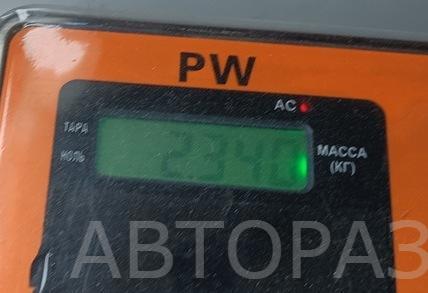 PW
AC
ТАРА
НОЛЬ
2.340
МАССА
(КГ)
АВТОРАЗ